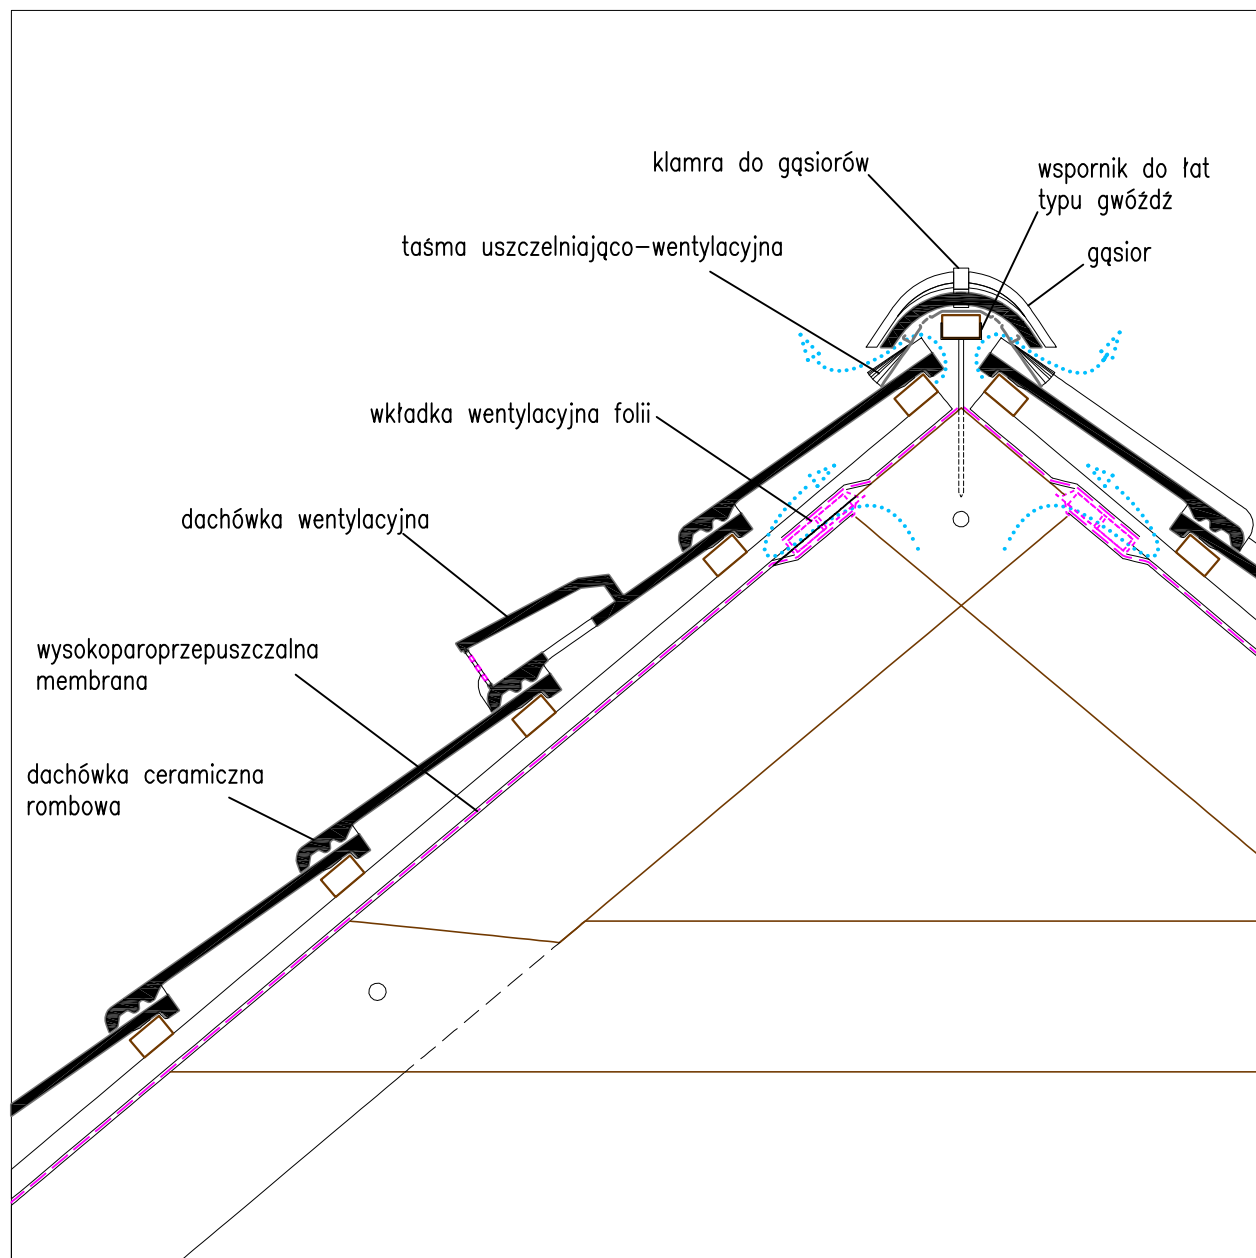 klamra do gąsiorów
wspornik do łat
typu gwóźdź
taśma uszczelniająco-wentylacyjna
gąsior
wkładka wentylacyjna folii
dachówka wentylacyjna
wysokoparoprzepuszczalna
membrana
dachówka ceramiczna
rombowa